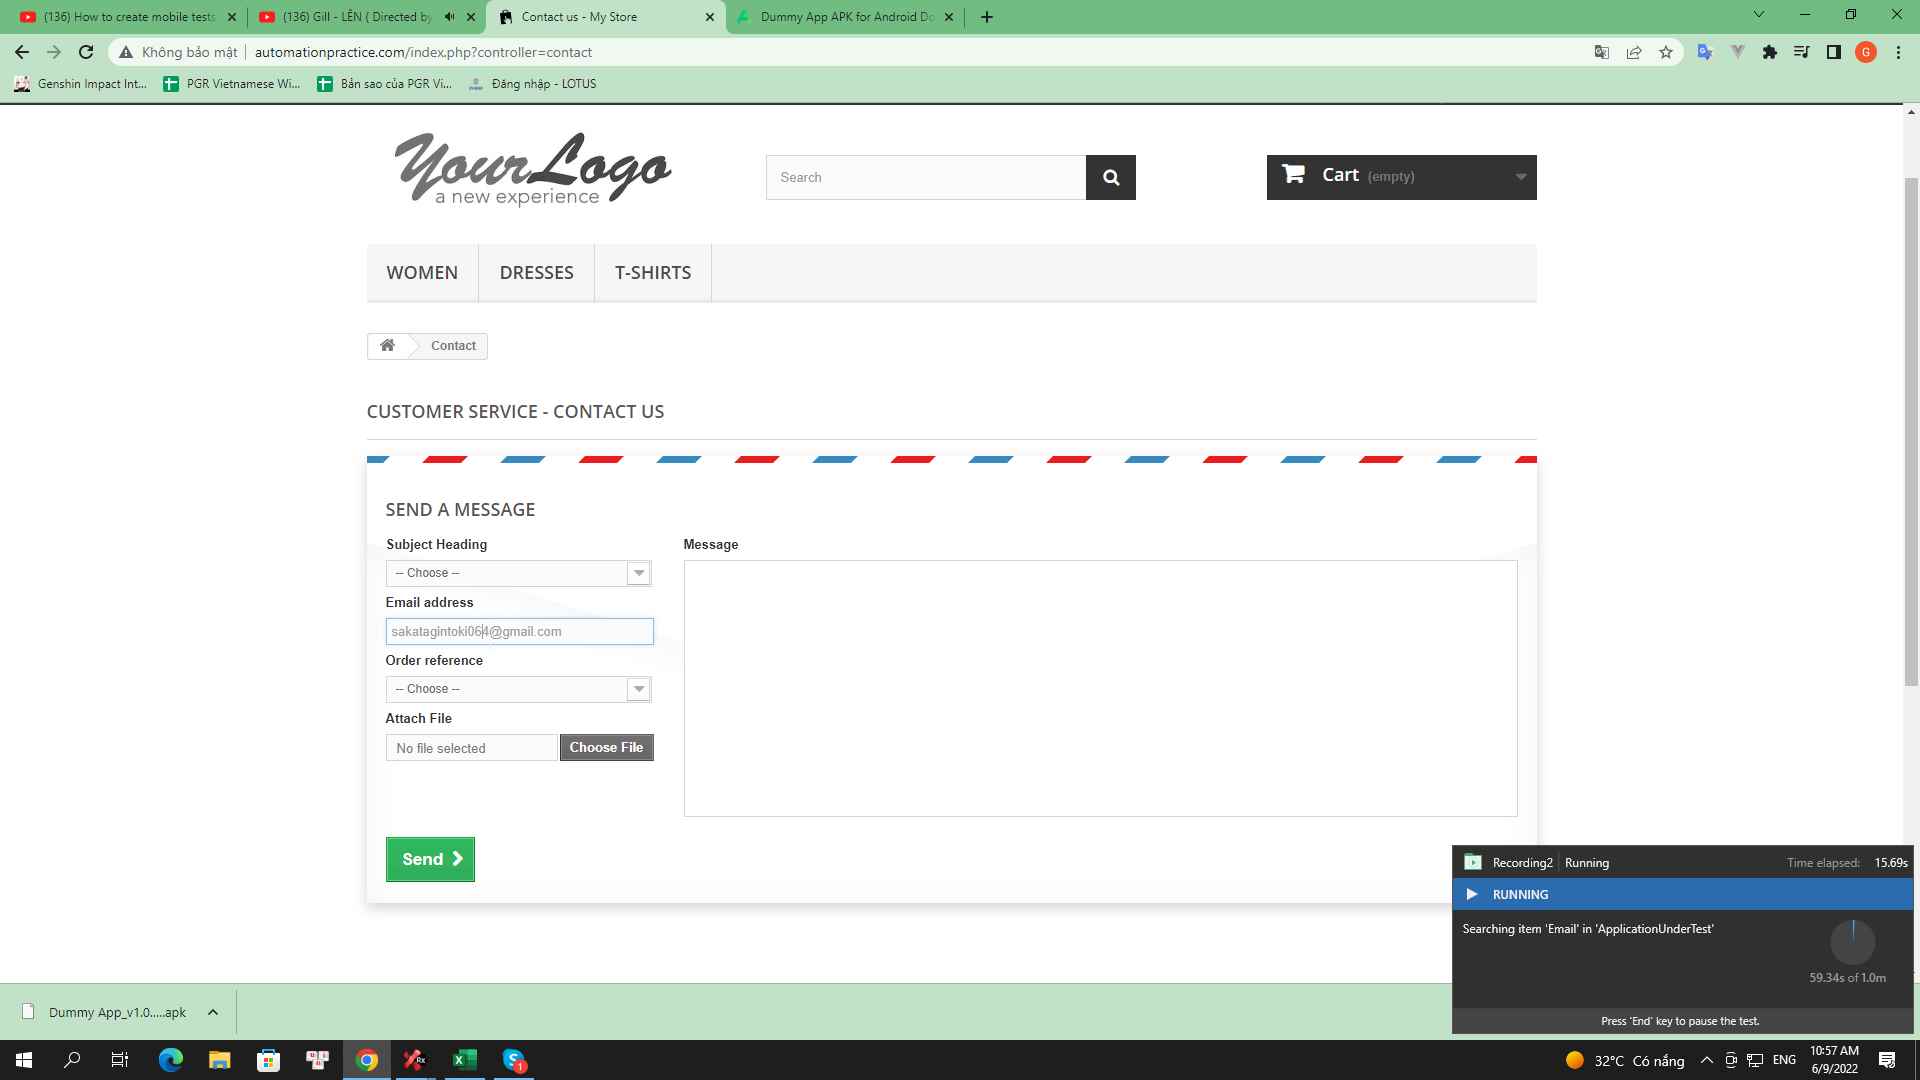 (136) How to create mobile tests
(136) Gill - LÊN ( Directed by
Contact us - My Store
Dummy App APK for Android Do
Không bảo mật
automationpractice.com/index.php?controller=contact
G
Genshin Impact Int...
PGR Vietnamese Wi...
Bản sao của PGR Vi...
Đăng nhập - LOTUS
YourLogo
a new experience
Search
Cart (empty)
WOMEN
DRESSES
T-SHIRTS
Contact
CUSTOMER SERVICE - CONTACT US
SEND A MESSAGE
Subject Heading
Message
-- Choose --
Email address
sakatagintoki064@gmail.com
Order reference
-- Choose --
Attach File
No file selected
Choose File
Send
Recording2
Running
Time elapsed: 15.69s
RUNNING
Searching item 'Email' in 'ApplicationUnderTest'
59.34s of 1.0m
Press 'End' key to pause the test.
Dummy App_v1.0.....apk
32°C Có nắng
ENG
10:57 AM
6/9/2022